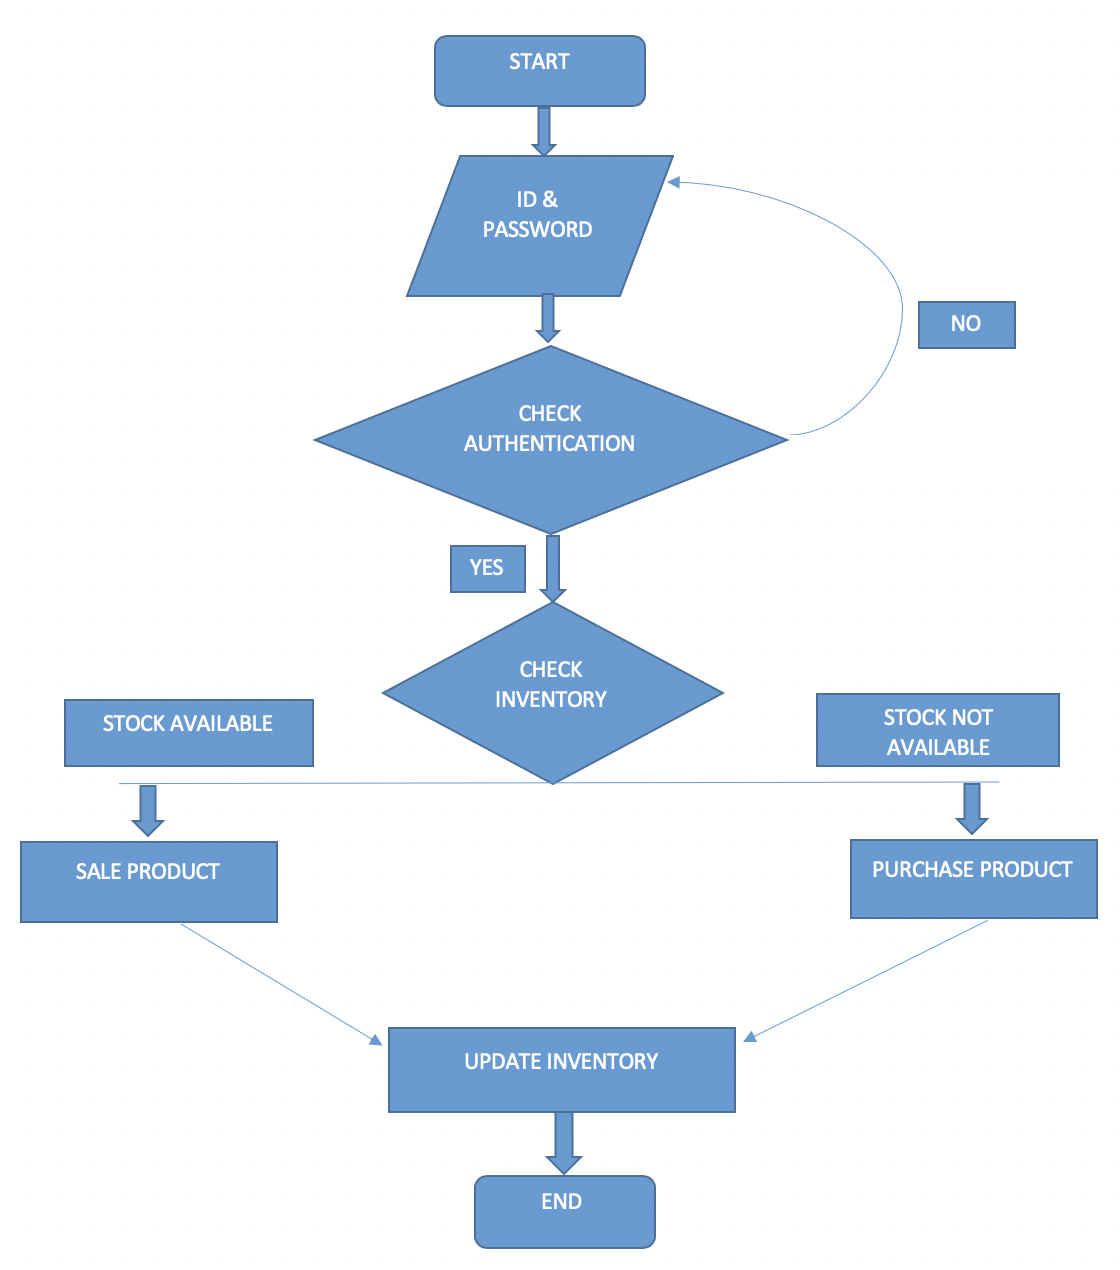 START
ID &
PASSWORD
NO
CHECK
AUTHENTICATION
YES
CHECK
INVENTORY
STOCK AVAILABLE
STOCK NOT
AVAILABLE
SALE PRODUCT
PURCHASE PRODUCT
UPDATE INVENTORY
END